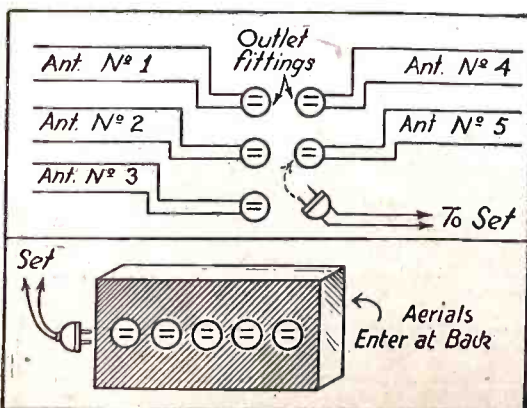 Outlet
fittings
Ant. Nº 1
Ant. Nº 4
Ant. Nº 2
Ant. Nº 5
Ant. Nº 3
To Set
Set
Aerials
Enter at Back